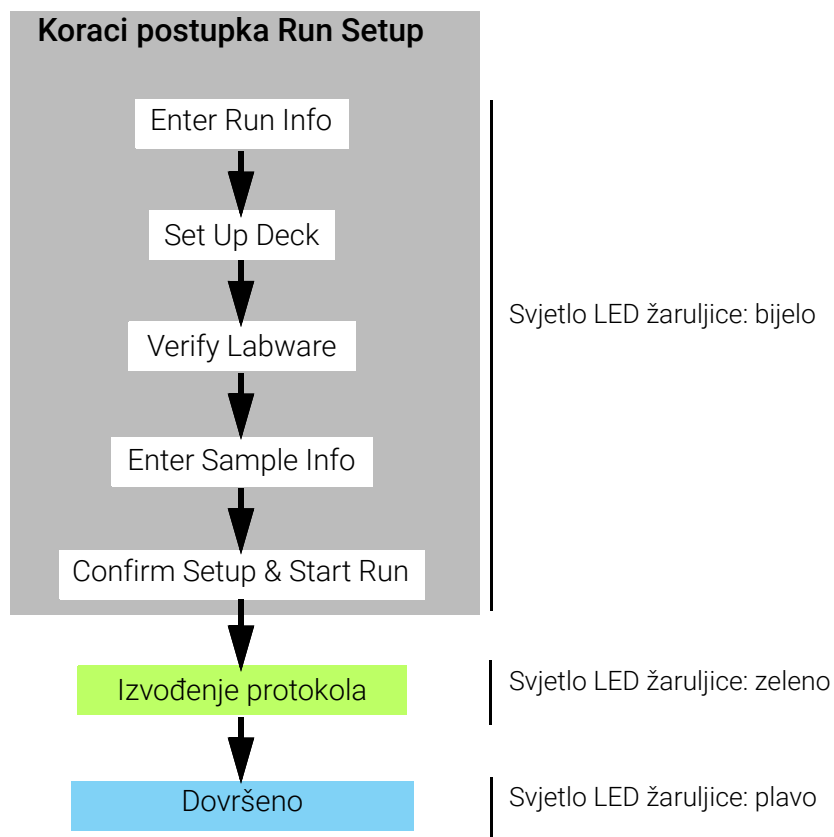 Koraci postupka Run Setup
Enter Run Info
Set Up Deck
Verify Labware
Enter Sample Info
Confirm Setup & Start Run
Svjetlo LED žaruljice: bijelo
Izvođenje protokola
Svjetlo LED žaruljice: zeleno
Dovršeno
Svjetlo LED žaruljice: plavo